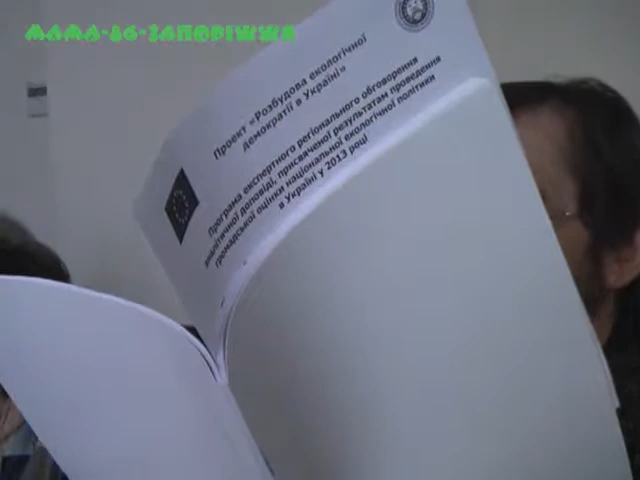 МАМА-86-ЗАПОРІЖЖЯ
Проект «Розбудова екологічної
демократії в Україні»
Програма експертного регіонального обговорення
аналітичної доповіді, присвяченої результатам проведення
громадської оцінки національної екологічної політики
в Україні у 2013 році